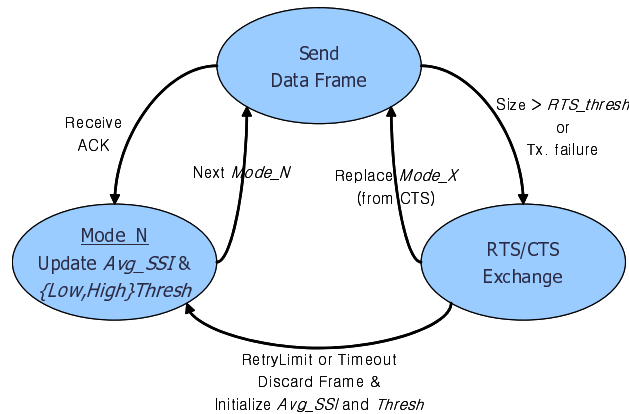 Send
Data Frame
Receive
ACK
Size > RTS_thresh
or
Tx. failure
Next Mode_N
Replace Mode_X
(from CTS)
Mode N
Update Avg_SSI &
{Low,High}Thresh
RTS/CTS
Exchange
RetryLimit or Timeout
Discard Frame &
Initialize Avg_SSI and Thresh